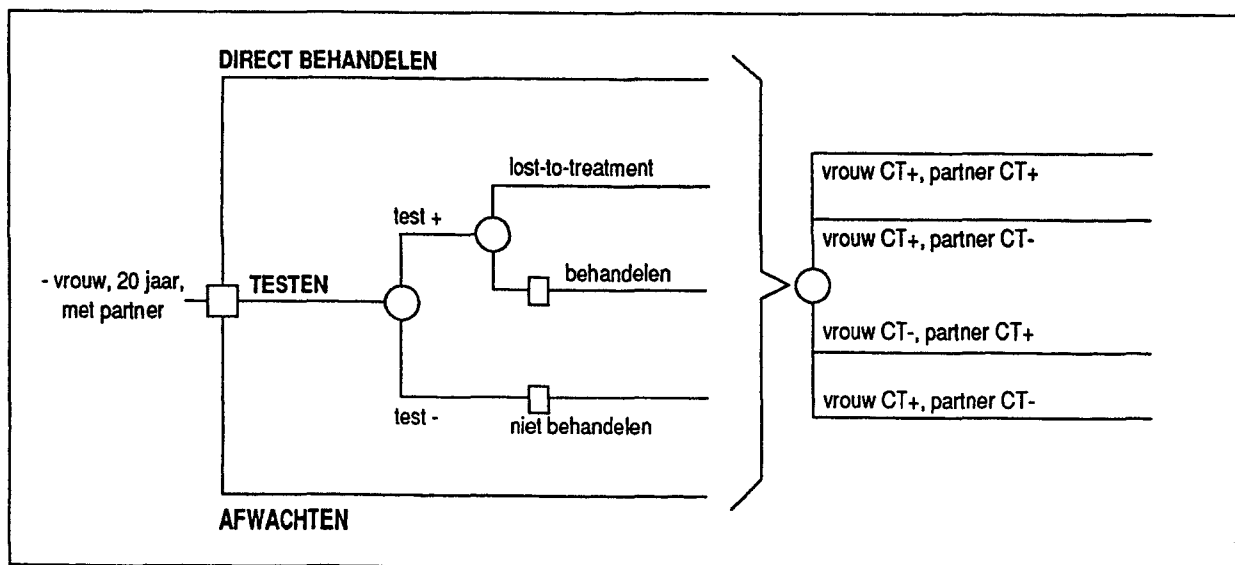 DIRECT BEHANDELEN
lost-to-treatment
test +
behandelen
- vrouw, 20 jaar,
met partner
TESTEN
test -
niet behandelen
AFWACHTEN
vrouw CT+, partner CT+
vrouw CT+, partner CT-
vrouw CT-, partner CT+
vrouw CT+, partner CT-